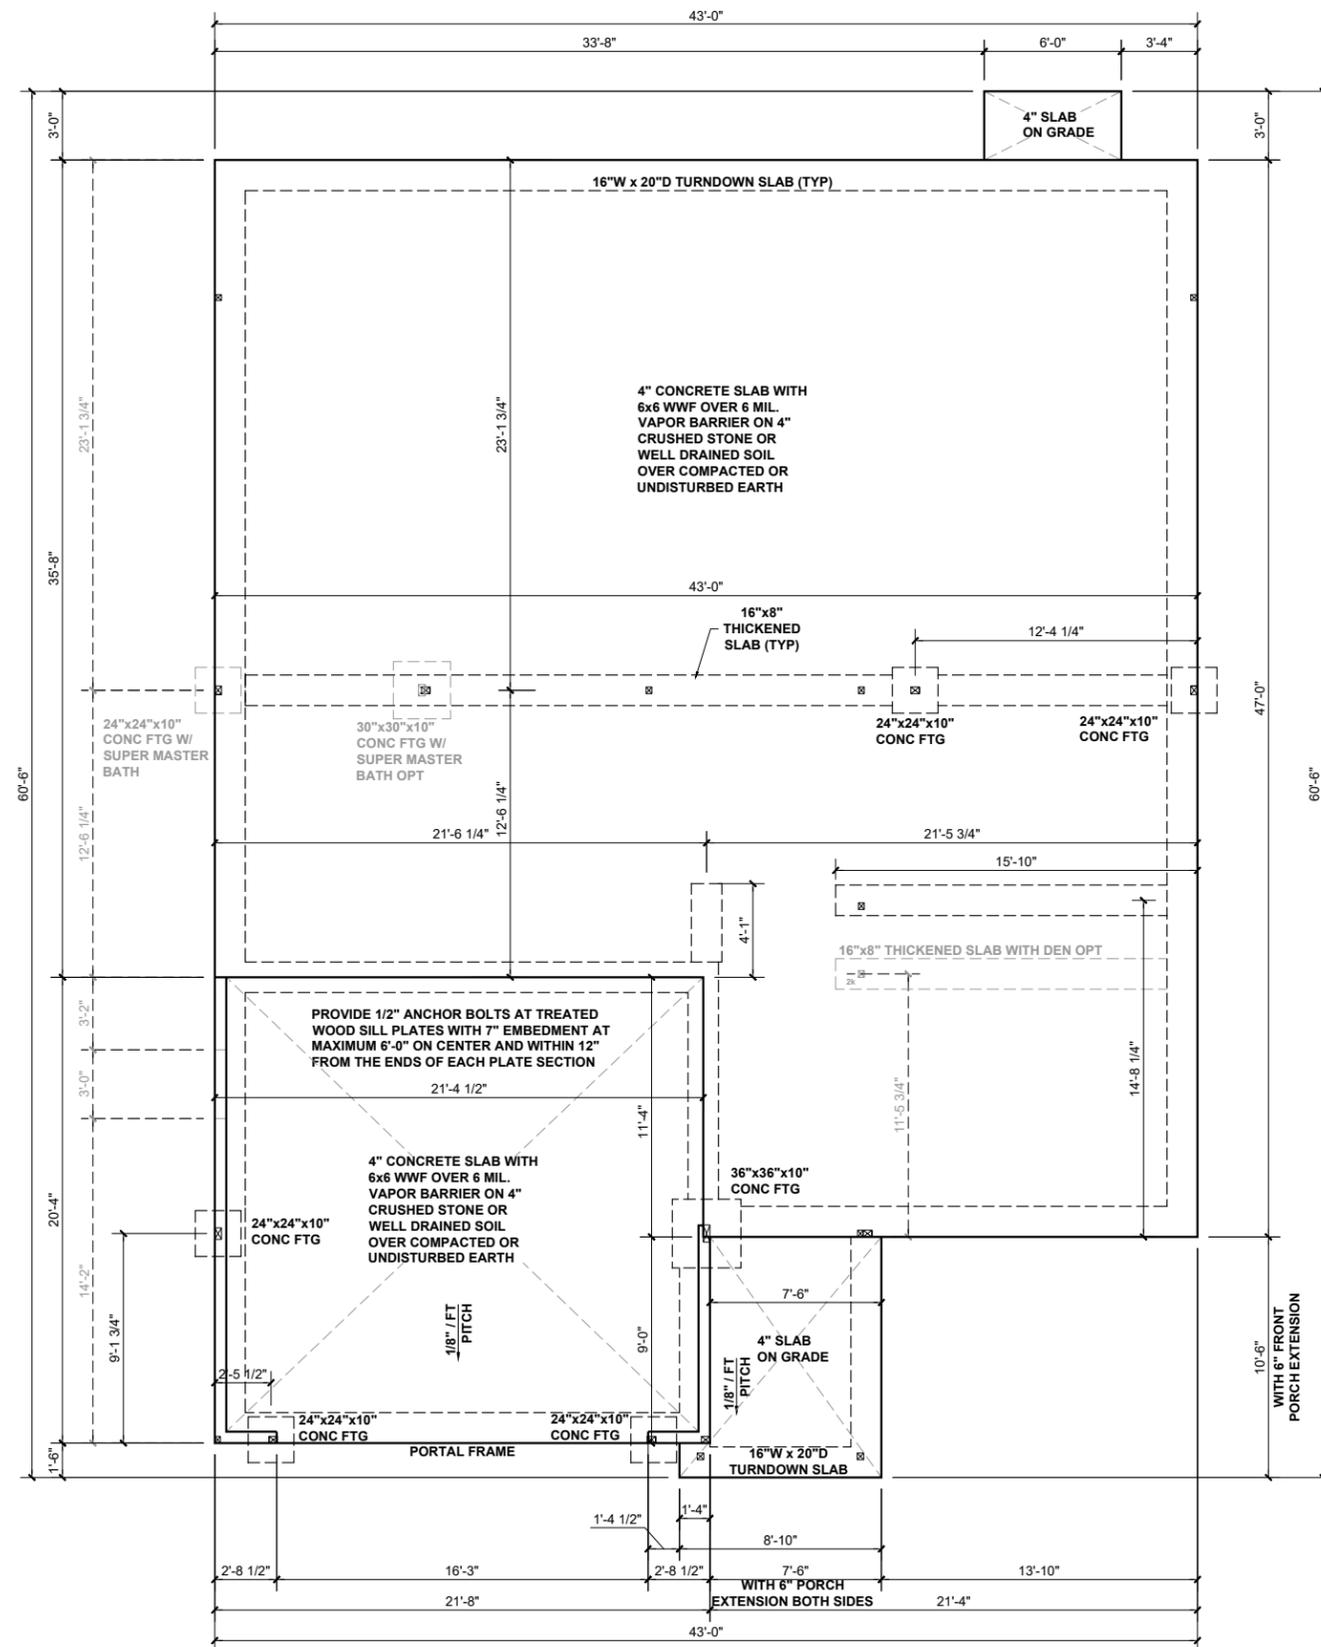 43'-0"
33'-8"
6'-0"
3'-4"
3'-0"
4" SLAB
ON GRADE
3'-0"
16"W x 20"D TURNDOWN SLAB (TYP)
23'-1 3/4"
23'-1 3/4"
4" CONCRETE SLAB WITH
6x6 WWF OVER 6 MIL.
VAPOR BARRIER ON 4"
CRUSHED STONE OR
WELL DRAINED SOIL
OVER COMPACTED OR
UNDISTURBED EARTH
35'-8"
43'-0"
16"x8"
THICKENED
SLAB (TYP)
12'-4 1/4"
47'-0"
24"x24"x10"
CONC FTG W/
SUPER MASTER
BATH
30"x30"x10"
CONC FTG W/
SUPER MASTER
BATH OPT
24"x24"x10"
CONC FTG
24"x24"x10"
CONC FTG
60'-6"
60'-6"
12'-6 1/4"
12'-6 1/4"
21'-6 1/4"
21'-5 3/4"
15'-10"
4'-1"
16"x8" THICKENED SLAB WITH DEN OPT
2k
3'-2"
PROVIDE 1/2" ANCHOR BOLTS AT TREATED
WOOD SILL PLATES WITH 7" EMBEDMENT AT
MAXIMUM 6'-0" ON CENTER AND WITHIN 12"
FROM THE ENDS OF EACH PLATE SECTION
3'-0"
21'-4 1/2"
11'-4"
11'-5 3/4"
14'-8 1/4"
4" CONCRETE SLAB WITH
6x6 WWF OVER 6 MIL.
VAPOR BARRIER ON 4"
CRUSHED STONE OR
WELL DRAINED SOIL
OVER COMPACTED OR
UNDISTURBED EARTH
36"x36"x10"
CONC FTG
20'-4"
24"x24"x10"
CONC FTG
14'-2"
9'-1 3/4"
7'-6"
1/8" / FT
PITCH
9'-0"
4" SLAB
ON GRADE
1/8" / FT
PITCH
10'-6"
WITH 6" FRONT
PORCH EXTENSION
2'-5 1/2"
24"x24"x10"
CONC FTG
24"x24"x10"
CONC FTG
PORTAL FRAME
1'-6"
16"W x 20"D
TURNDOWN SLAB
1'-4"
1'-4 1/2"
8'-10"
2'-8 1/2"
16'-3"
2'-8 1/2"
7'-6"
13'-10"
WITH 6" PORCH
EXTENSION BOTH SIDES
21'-8"
21'-4"
43'-0"